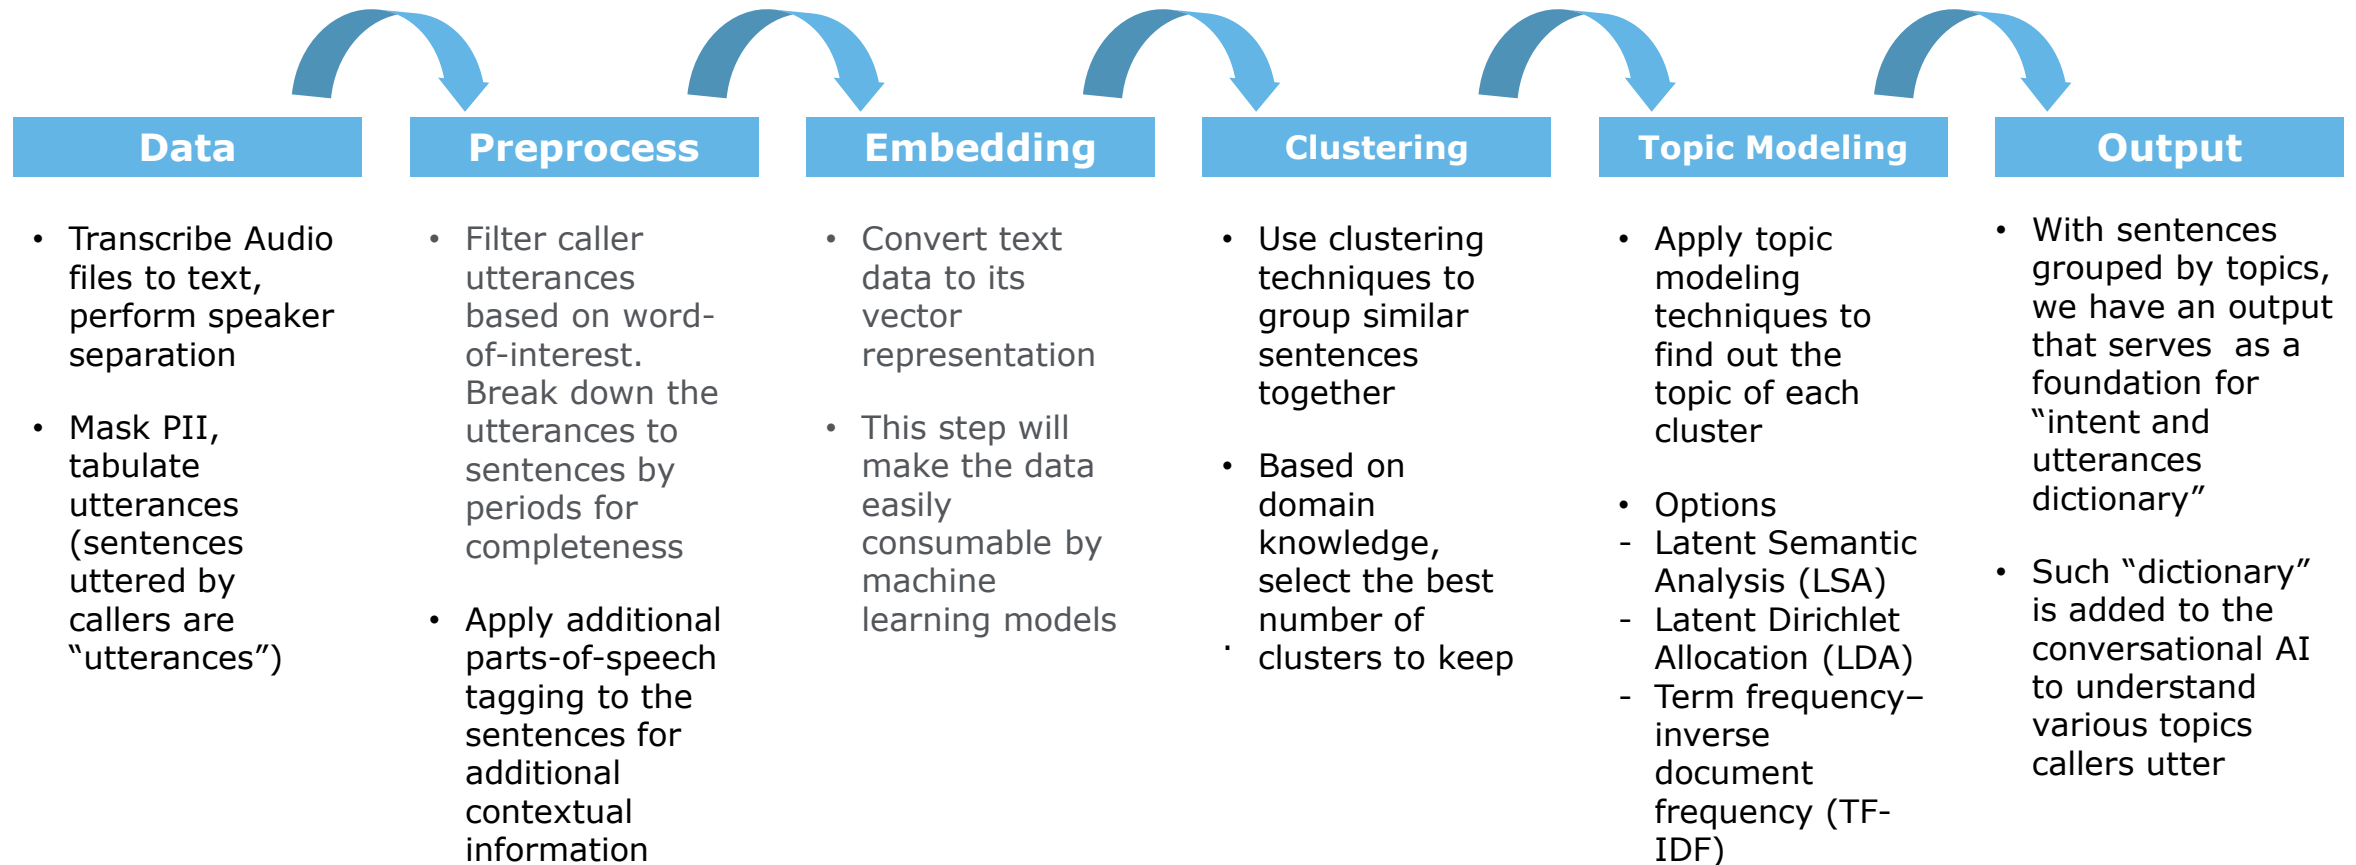 Data
• Transcribe Audio
files to text,
perform speaker
separation
• Mask PII,
tabulate
utterances
(sentences
uttered by
callers are
“utterances”)
Preprocess
• Filter caller
utterances
based on word-
of-interest.
Break down the
utterances to
sentences by
periods for
completeness
• Apply additional
parts-of-speech
tagging to the
sentences for
additional
contextual
information
Embedding
• Convert text
data to its
vector
representation
• This step will
make the data
easily
consumable by
machine
learning models
Clustering
• Use clustering
techniques to
group similar
sentences
together
• Based on
domain
knowledge,
select the best
number of
. clusters to keep
Topic Modeling
• Apply topic
modeling
techniques to
find out the
topic of each
cluster
• Options
- Latent Semantic
Analysis (LSA)
- Latent Dirichlet
Allocation (LDA)
- Term frequency–
inverse
document
frequency (TF-
IDF)
Output
• With sentences
grouped by topics,
we have an output
that serves as a
foundation for
“intent and
utterances
dictionary”
• Such “dictionary”
is added to the
conversational AI
to understand
various topics
callers utter